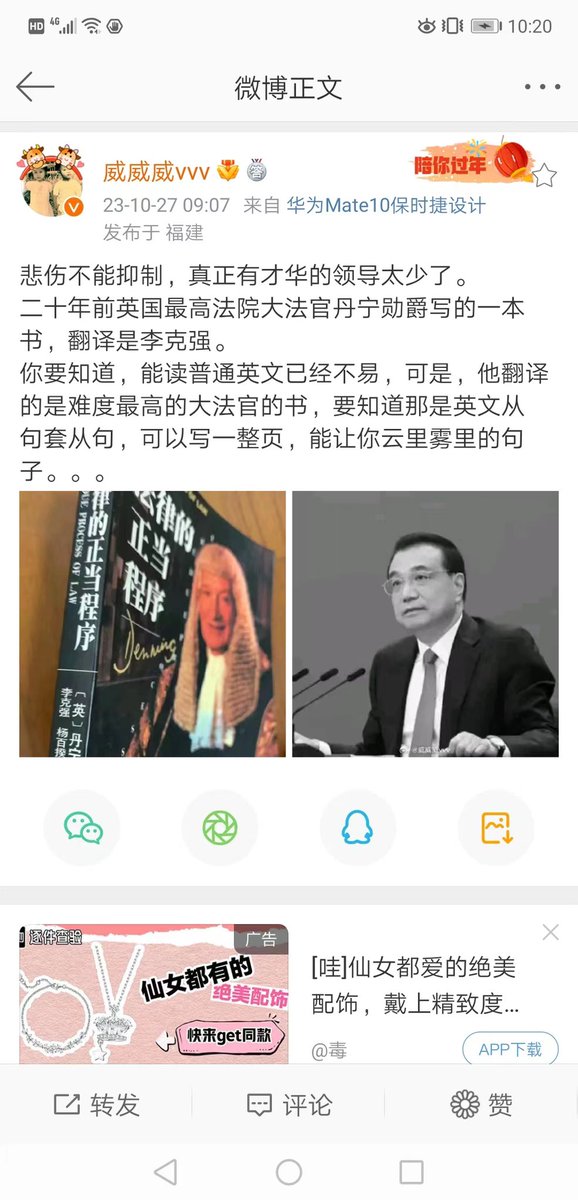 HD 4G 10:20
微博正文
陪你过年
威威威vvv
23-10-27 09:07 来自 华为Mate10保时捷设计
发布于 福建
悲伤不能抑制，真正有才华的领导太少了。
二十年前英国最高法院大法官丹宁勋爵写的一本
书，翻译是李克强。
你要知道，能读普通英文已经不易，可是，他翻译
的是难度最高的大法官的书，要知道那是英文从
句套从句，可以写一整页，能让你云里雾里的句
子。。。
律的正当程序
DUE PROCESS OF LAW
〔英〕丹宁
李克强 杨百揆
法律的
正当
程序
Denning
@威威威vvv
逐件查验
广告
仙女都有的
绝美配饰
快来get同款
[哇]仙女都爱的绝美
配饰，戴上精致度...
@毒
APP下载
转发
评论
赞